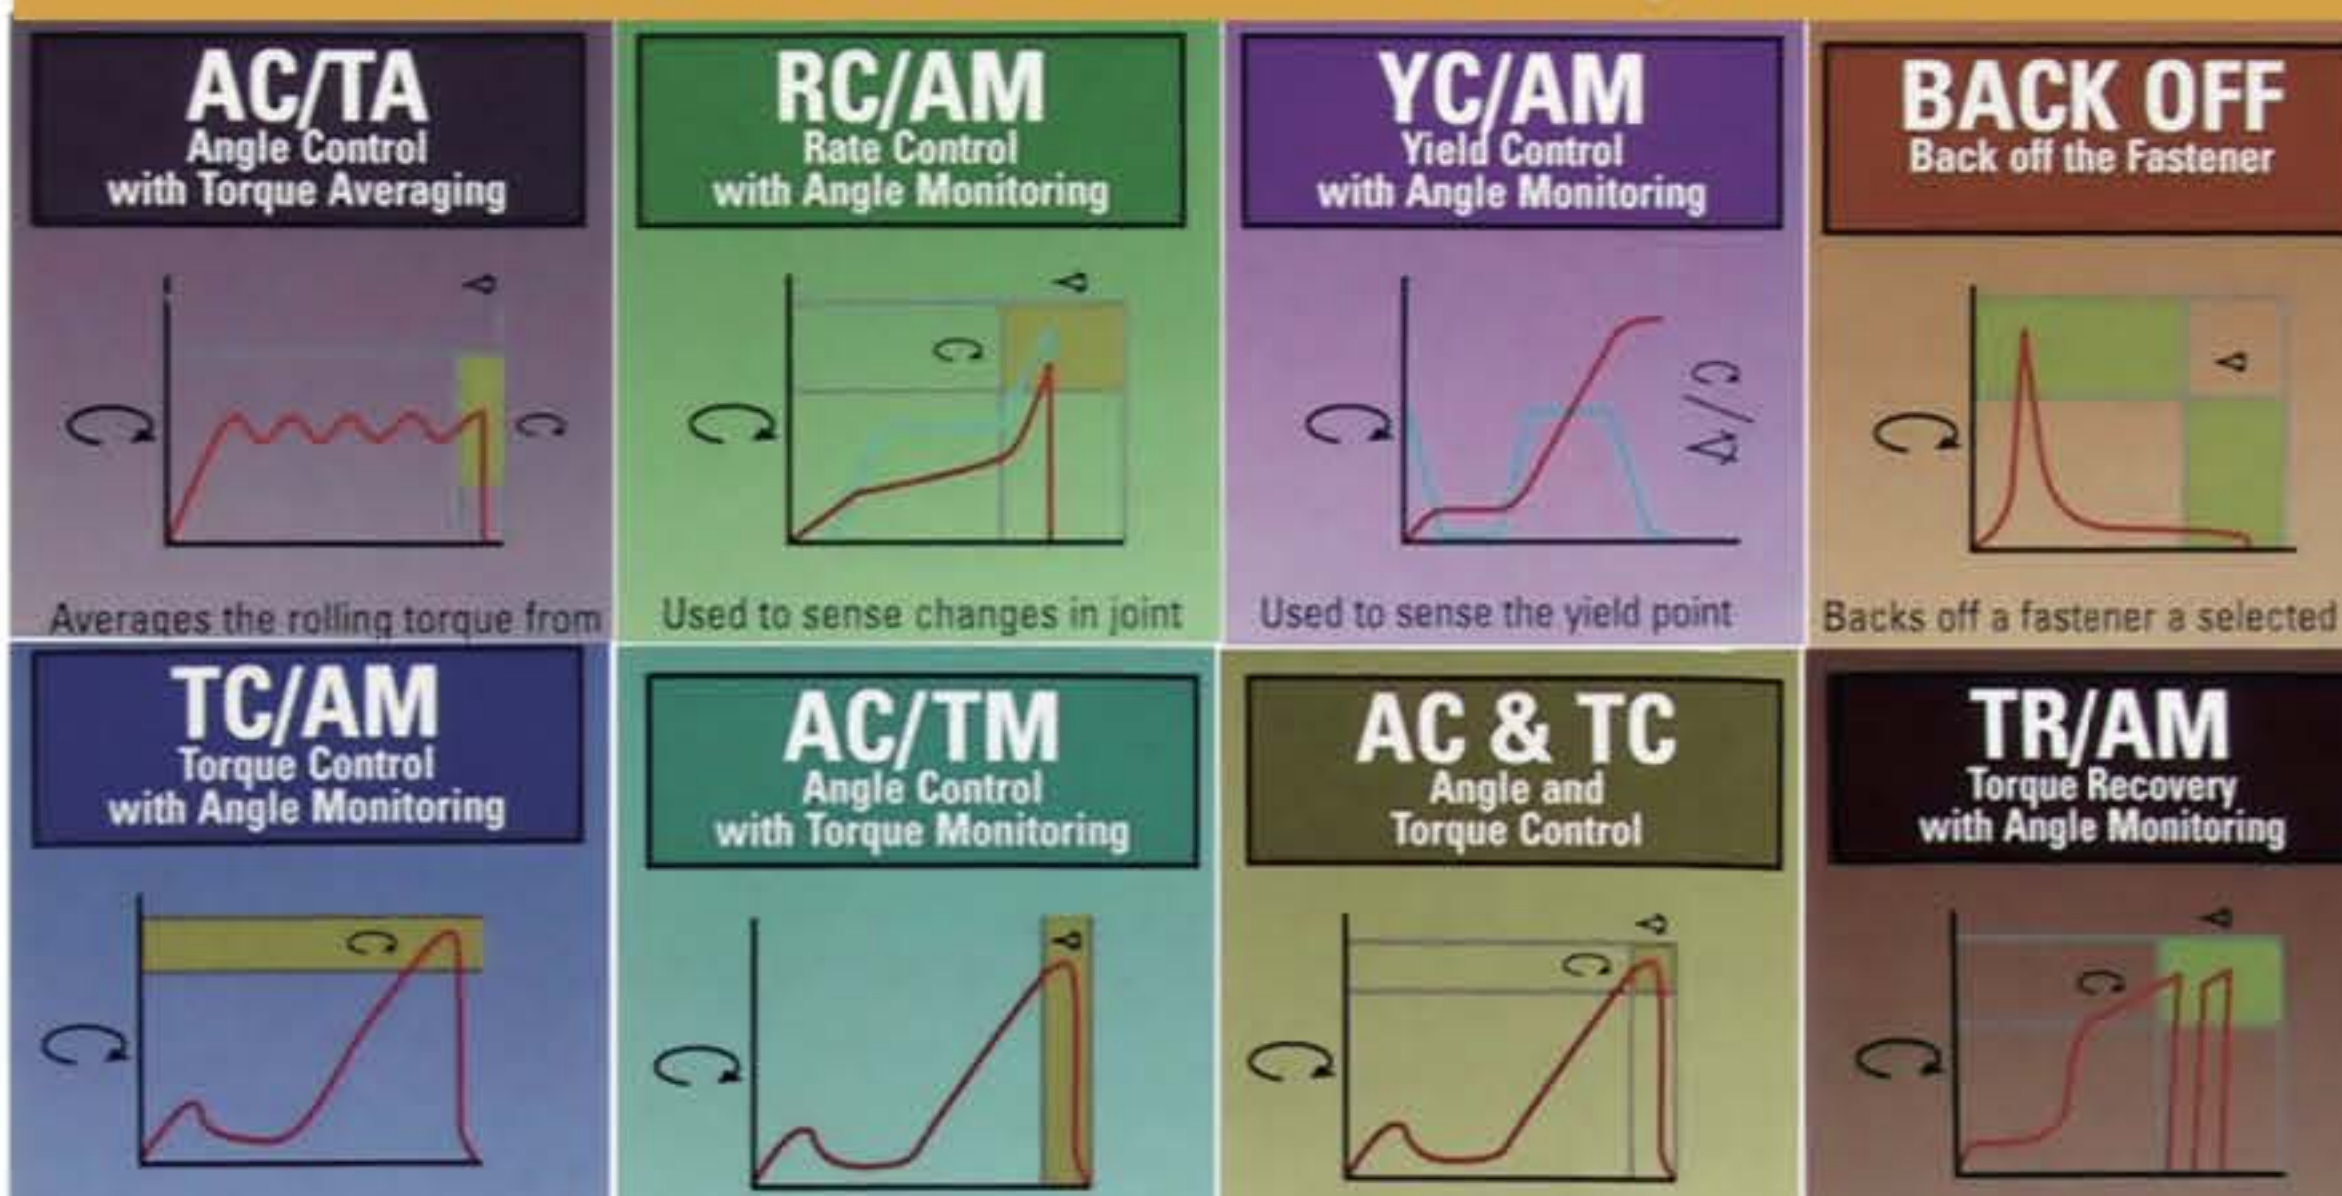 AC/TA
Angle Control
with Torque Averaging
Averages the rolling torque from
RC/AM
Rate Control
with Angle Monitoring
Used to sense changes in joint
YC/AM
Yield Control
with Angle Monitoring
Used to sense the yield point
BACK OFF
Back off the Fastener
Backs off a fastener a selected
TC/AM
Torque Control
with Angle Monitoring
AC/TM
Angle Control
with Torque Monitoring
AC & TC
Angle and
Torque Control
TR/AM
Torque Recovery
with Angle Monitoring